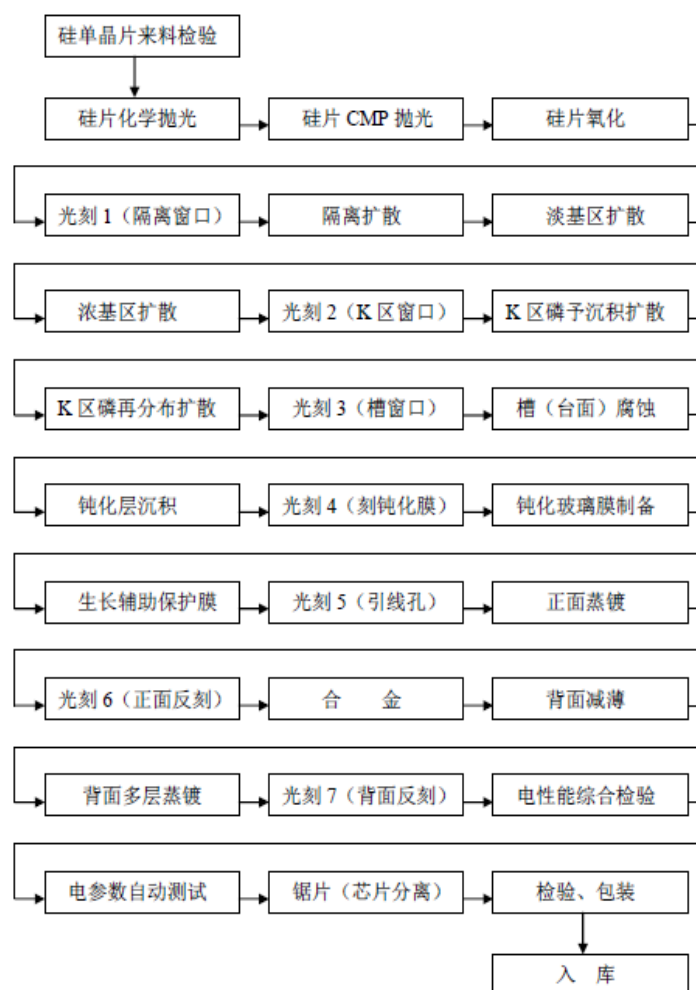 硅单晶片来料检验
硅片化学抛光
硅片 CMP 抛光
硅片氧化
光刻 1（隔离窗口）
隔离扩散
淡基区扩散
浓基区扩散
光刻 2（K 区窗口）
K 区磷予沉积扩散
K 区磷再分布扩散
光刻 3（槽窗口）
槽（台面）腐蚀
钝化层沉积
光刻 4（刻钝化膜）
钝化玻璃膜制备
生长辅助保护膜
光刻 5（引线孔）
正面蒸镀
光刻 6（正面反刻）
合 金
背面减薄
背面多层蒸镀
光刻 7（背面反刻）
电性能综合检验
电参数自动测试
锯片（芯片分离）
检验、包装
入 库